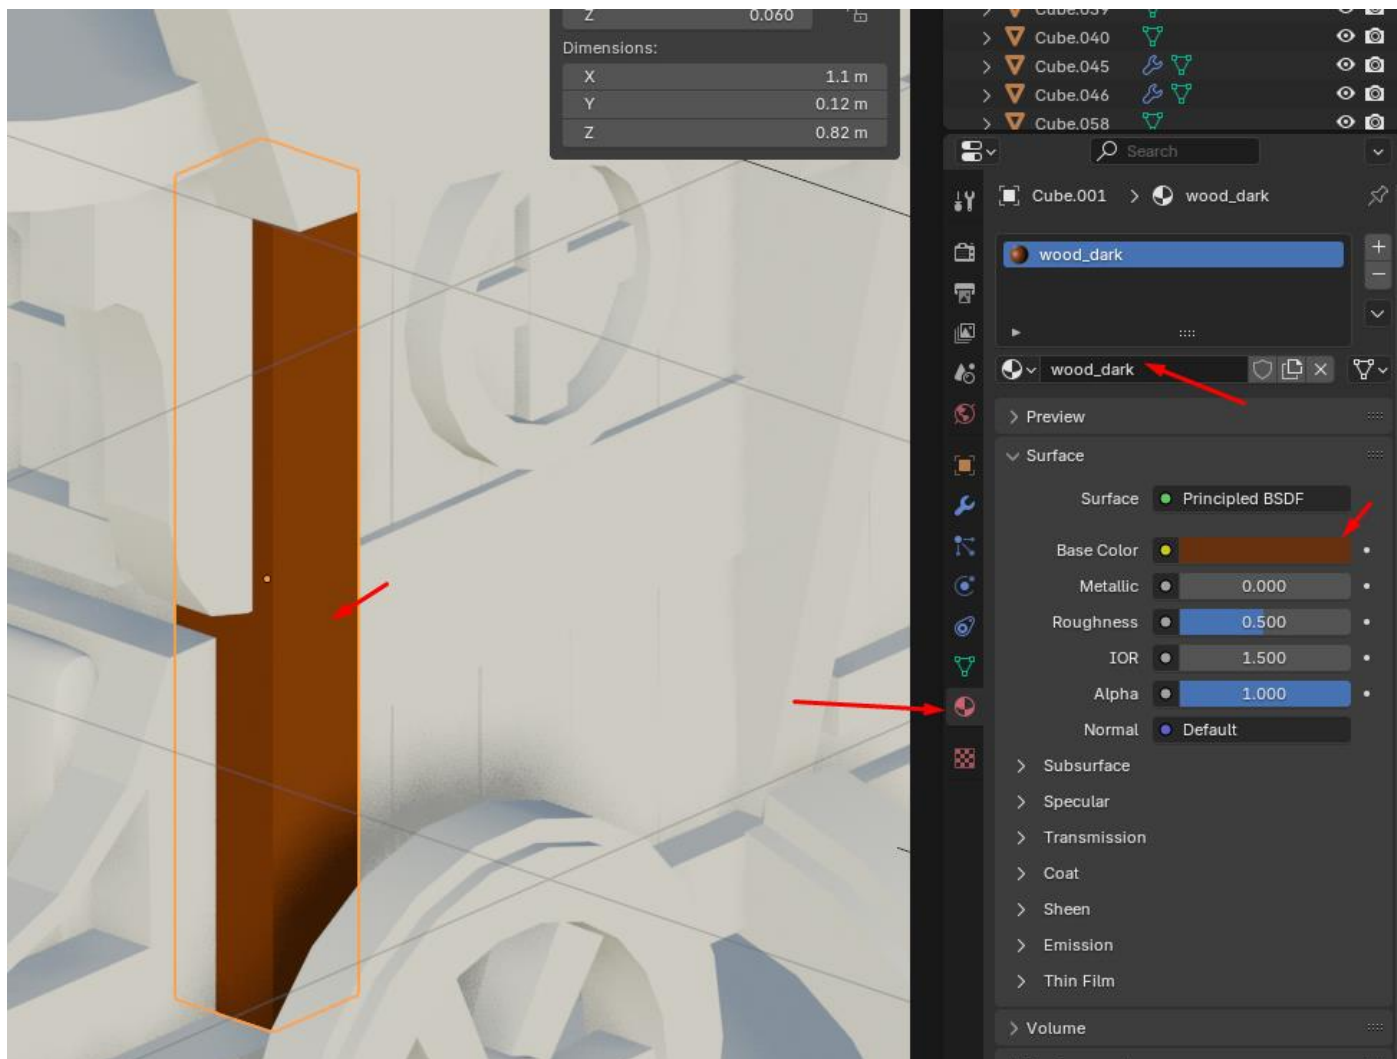 Z 0.060
Dimensions:
X 1.1 m
Y 0.12 m
Z 0.82 m
Cube.039
Cube.040
Cube.045
Cube.046
Cube.058
Search
Cube.001 > wood_dark
wood_dark
wood_dark
Preview
Surface
Surface Principled BSDF
Base Color
Metallic 0.000
Roughness 0.500
IOR 1.500
Alpha 1.000
Normal Default
Subsurface
Specular
Transmission
Coat
Sheen
Emission
Thin Film
Volume